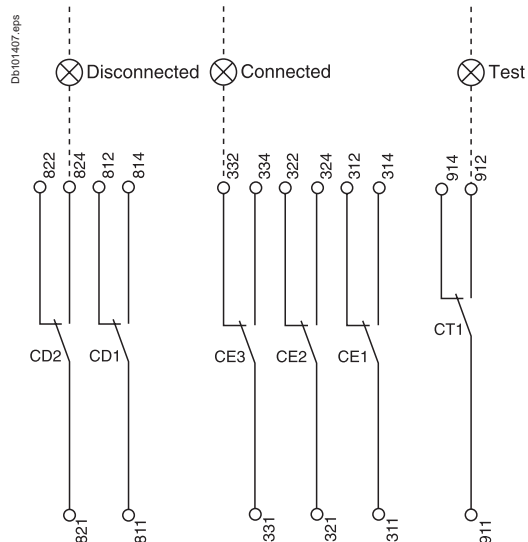 Db101407.eps
Disconnected
Connected
Test
822
824
812
814
332
334
322
324
312
314
914
912
CD2
CD1
CE3
CE2
CE1
CT1
821
811
331
321
311
911